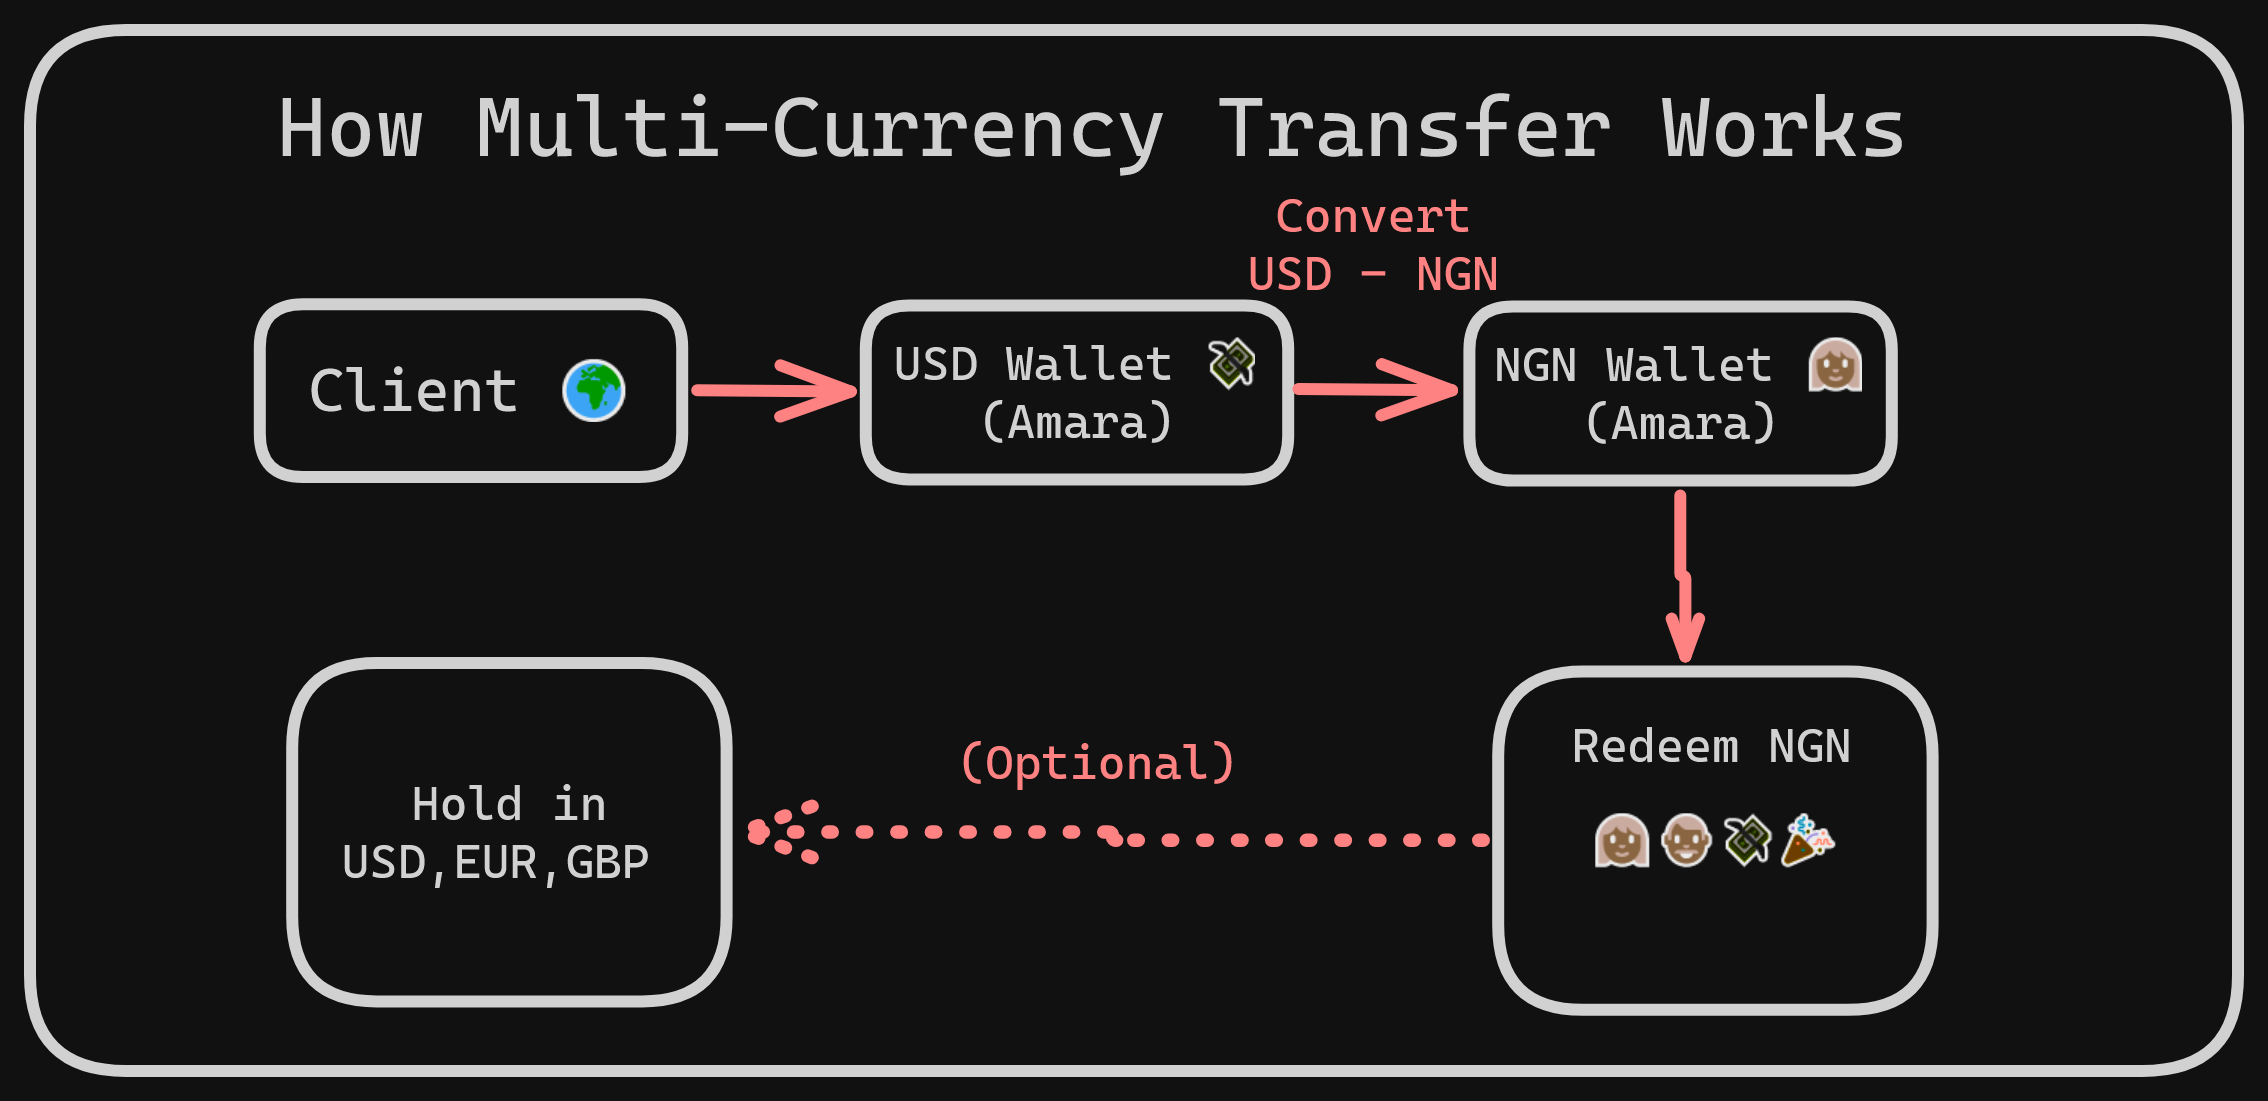 How Multi-Currency Transfer Works
Convert
USD - NGN
Client
USD Wallet
(Amara)
NGN Wallet
(Amara)
Redeem NGN
(Optional)
Hold in
USD,EUR,GBP